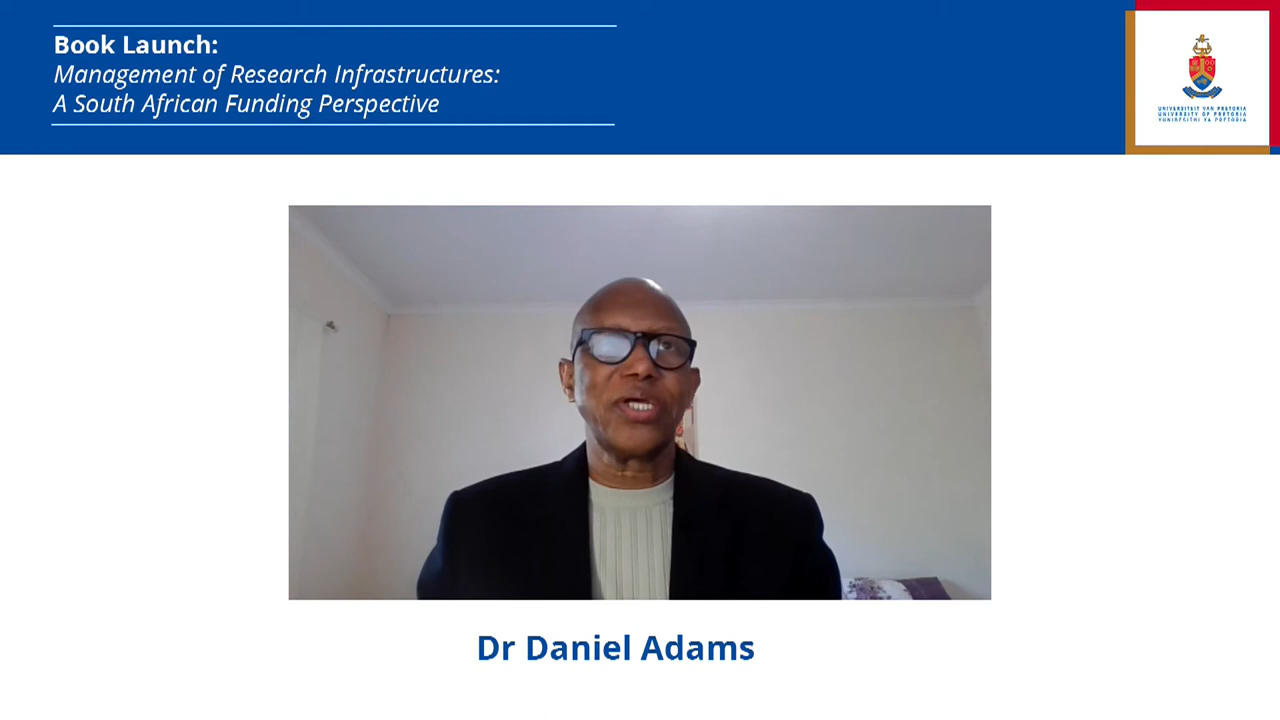 Book Launch:
Management of Research Infrastructures:
A South African Funding Perspective
UNIVERSITEIT VAN PRETORIA
UNIVERSITY OF PRETORIA
YUNIBESITHI YA PRETORIA
Dr Daniel Adams